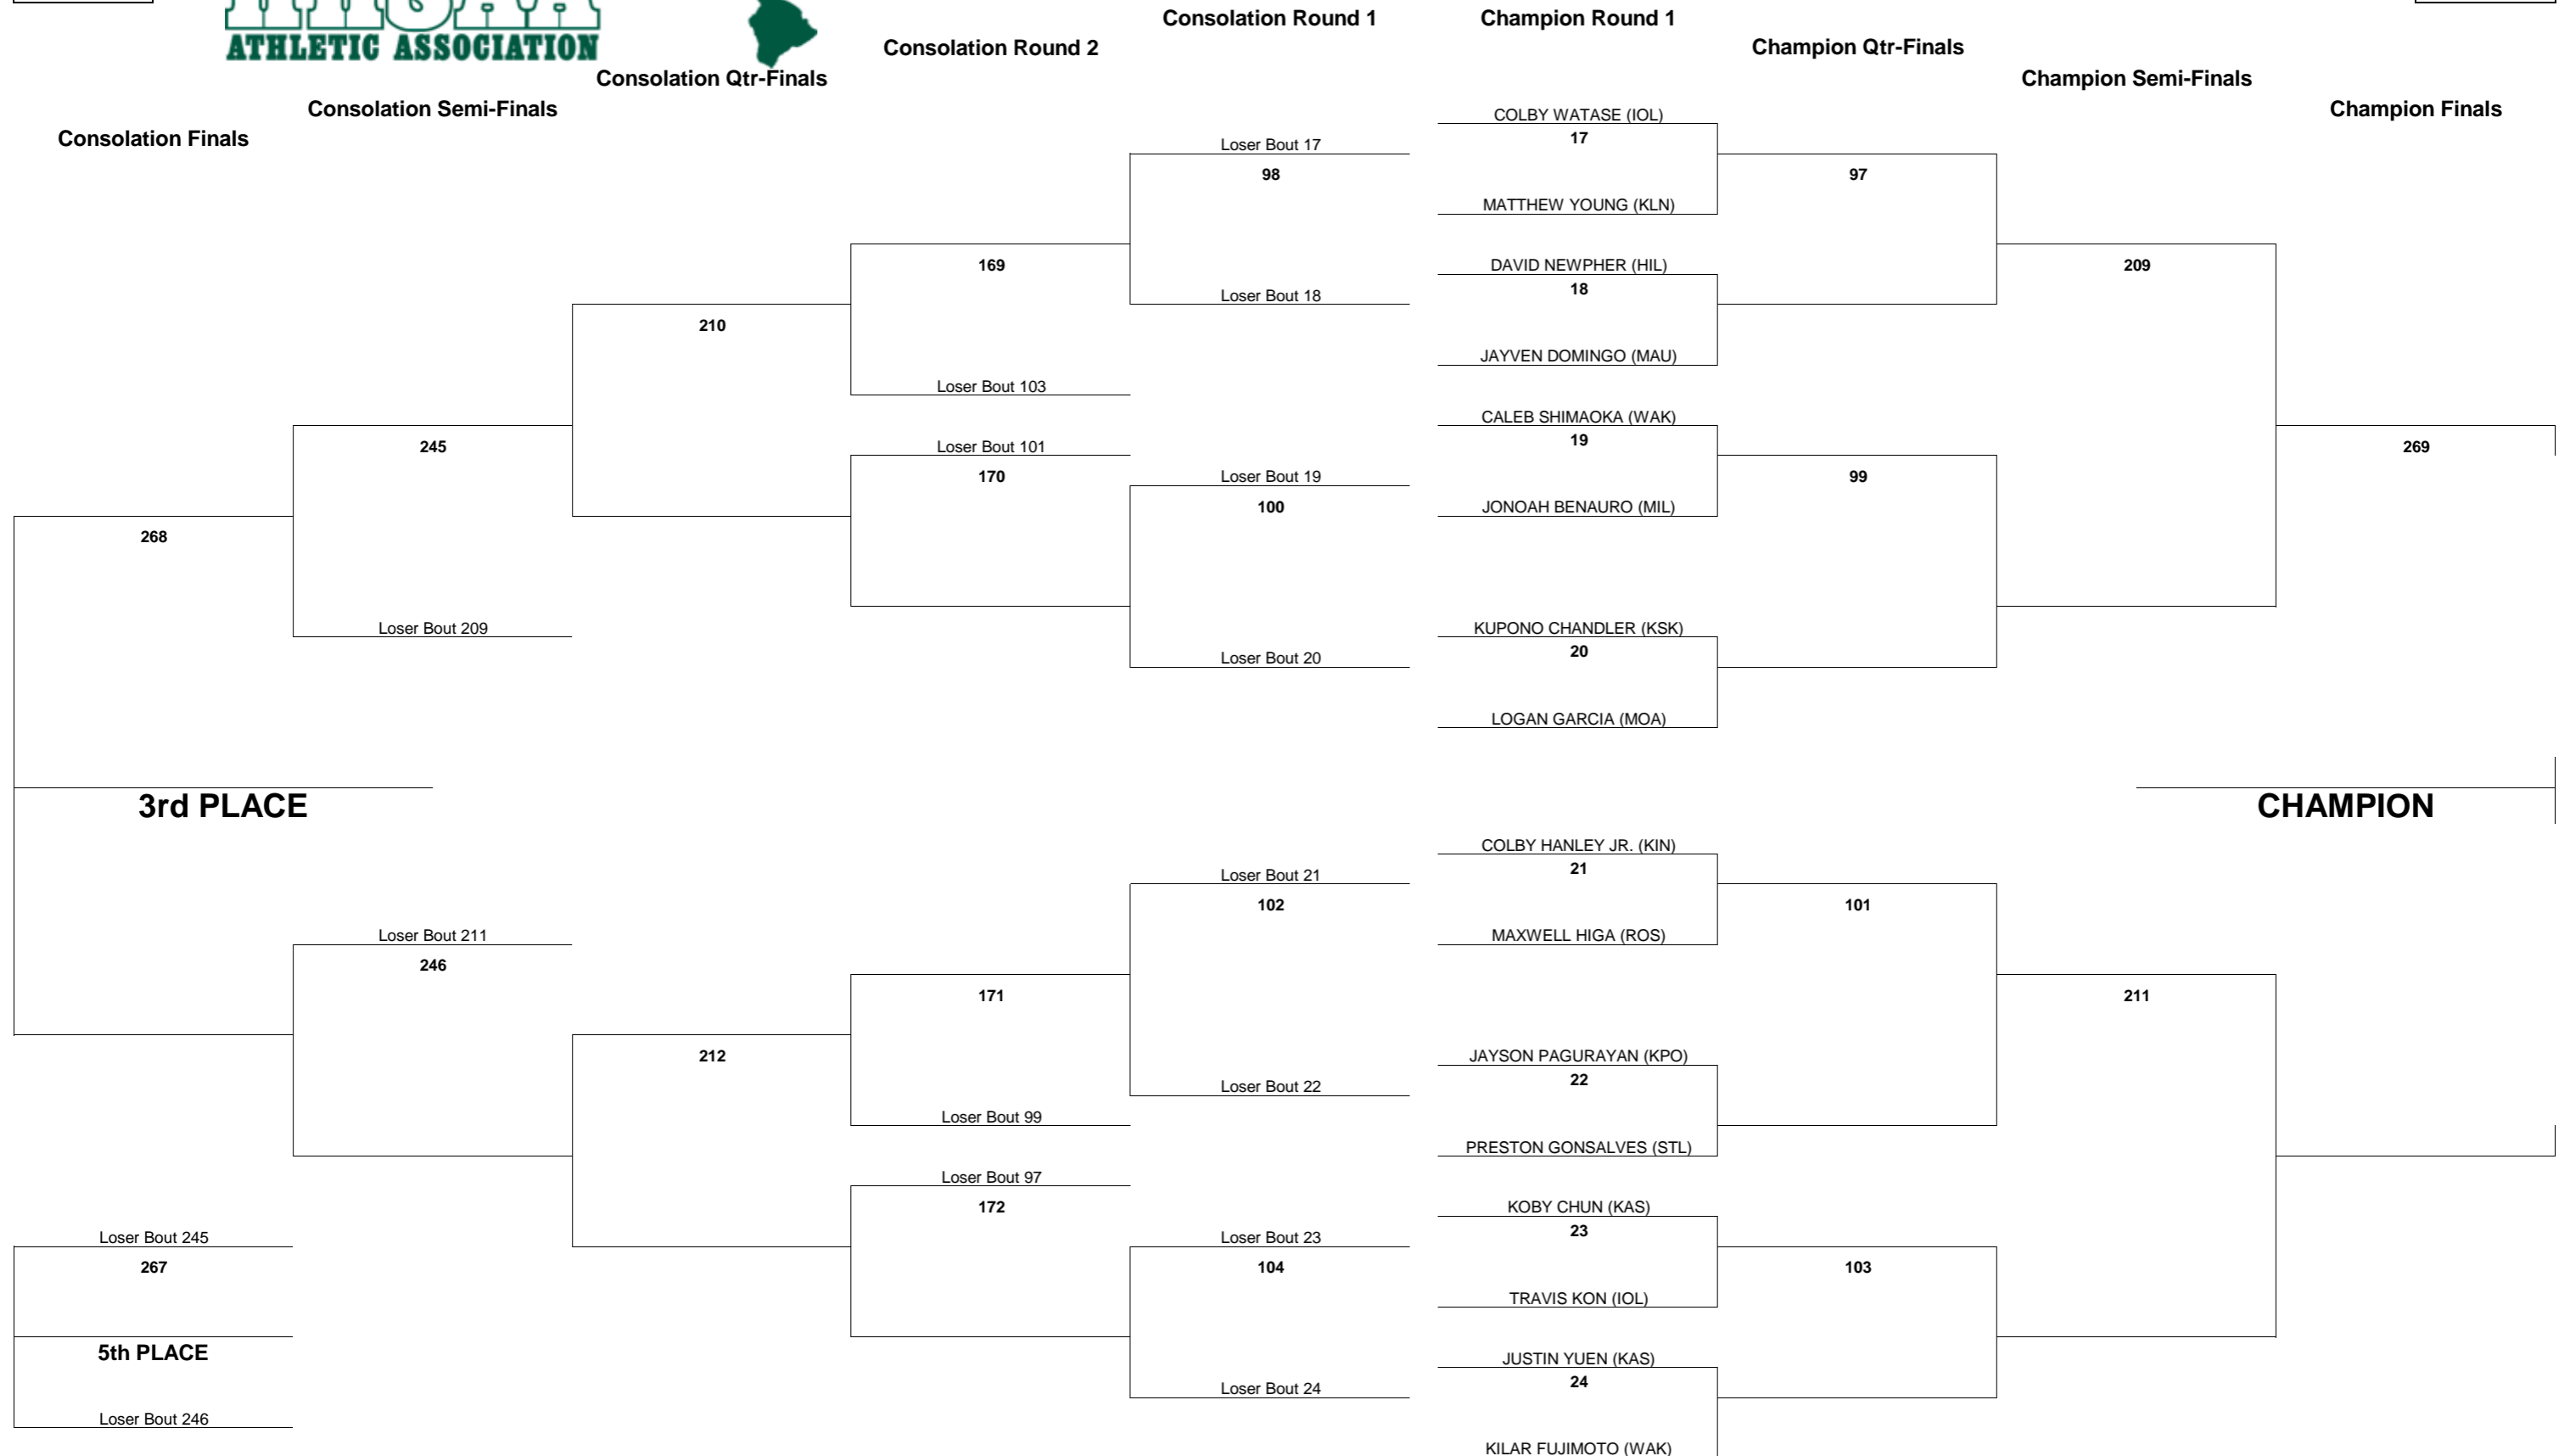 HHSAA
ATHLETIC ASSOCIATION
Consolation Round 1
Champion Round 1
Consolation Round 2
Champion Qtr-Finals
Consolation Qtr-Finals
Champion Semi-Finals
Consolation Semi-Finals
Champion Finals
Consolation Finals
COLBY WATASE (IOL)
17
Loser Bout 17
98
97
MATTHEW YOUNG (KLN)
169
DAVID NEWPHER (HIL)
209
18
Loser Bout 18
210
JAYVEN DOMINGO (MAU)
Loser Bout 103
CALEB SHIMAOKA (WAK)
19
245
Loser Bout 101
269
170
Loser Bout 19
99
100
JONOAH BENAURO (MIL)
268
Loser Bout 209
KUPONO CHANDLER (KSK)
20
Loser Bout 20
LOGAN GARCIA (MOA)
3rd PLACE
CHAMPION
COLBY HANLEY JR. (KIN)
21
Loser Bout 21
102
101
Loser Bout 211
MAXWELL HIGA (ROS)
246
171
211
212
JAYSON PAGURAYAN (KPO)
22
Loser Bout 22
Loser Bout 99
PRESTON GONSALVES (STL)
Loser Bout 97
172
KOBY CHUN (KAS)
23
Loser Bout 245
Loser Bout 23
267
104
103
TRAVIS KON (IOL)
5th PLACE
JUSTIN YUEN (KAS)
24
Loser Bout 24
Loser Bout 246
KILAR FUJIMOTO (WAK)